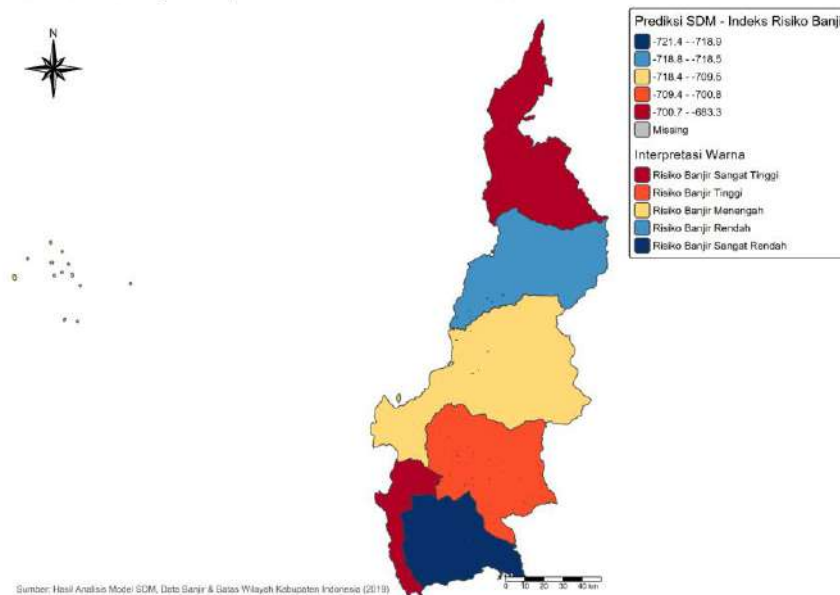 N
Prediksi SDM - Indeks Risiko Banji
-721.4 - -718.9
-718.8 - -718.5
-718.4 - -709.5
-709.4 - -700.8
-700.7 - -683.3
Missing
Interpretasi Warna
Risiko Banjir Sangat Tinggi
Risiko Banjir Tinggi
Risiko Banjir Menengah
Risiko Banjir Rendah
Risiko Banjir Sangat Rendah
0 10 20 30 40 km
Sumber: Hasil Analisis Model SDM, Data Banjir & Batas Wilayah Kabupaten Indonesia (2019)